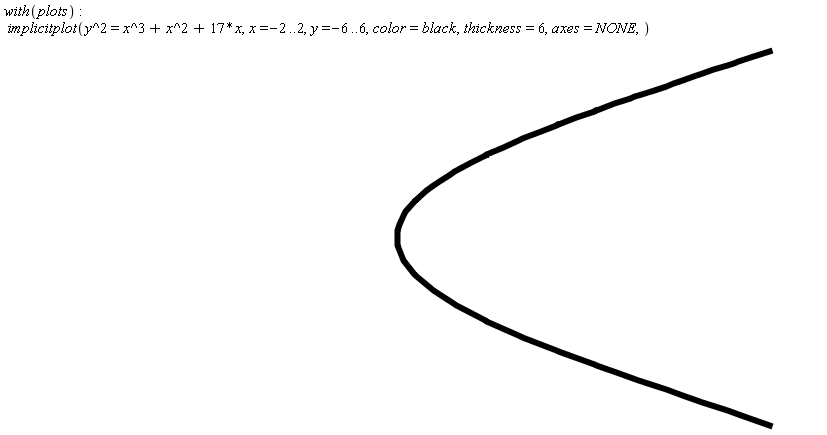 with(plots) :
implicitplot(y^2 = x^3 + x^2 + 17*x, x =−2 ..2, y =−6 ..6, color = black, thickness = 6, axes = NONE, )